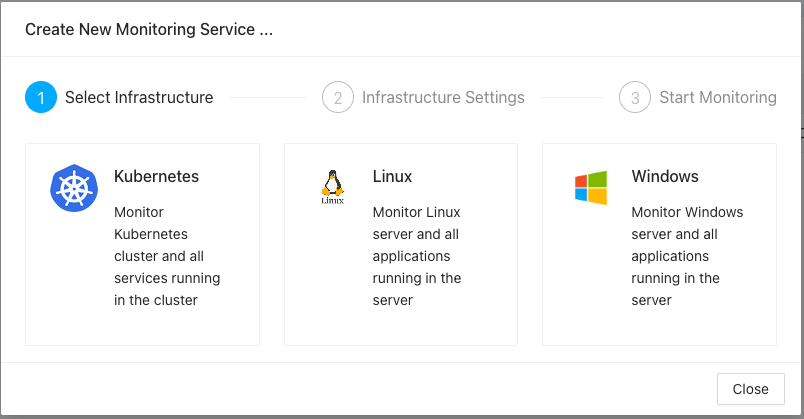 Create New Monitoring Service ...
1 Select Infrastructure
2 Infrastructure Settings
3 Start Monitoring
Kubernetes
Monitor
Kubernetes
cluster and all
services running
in the cluster
Linux
Linux
Monitor Linux
server and all
applications
running in the
server
Windows
Monitor Windows
server and all
applications
running in the
server
Close